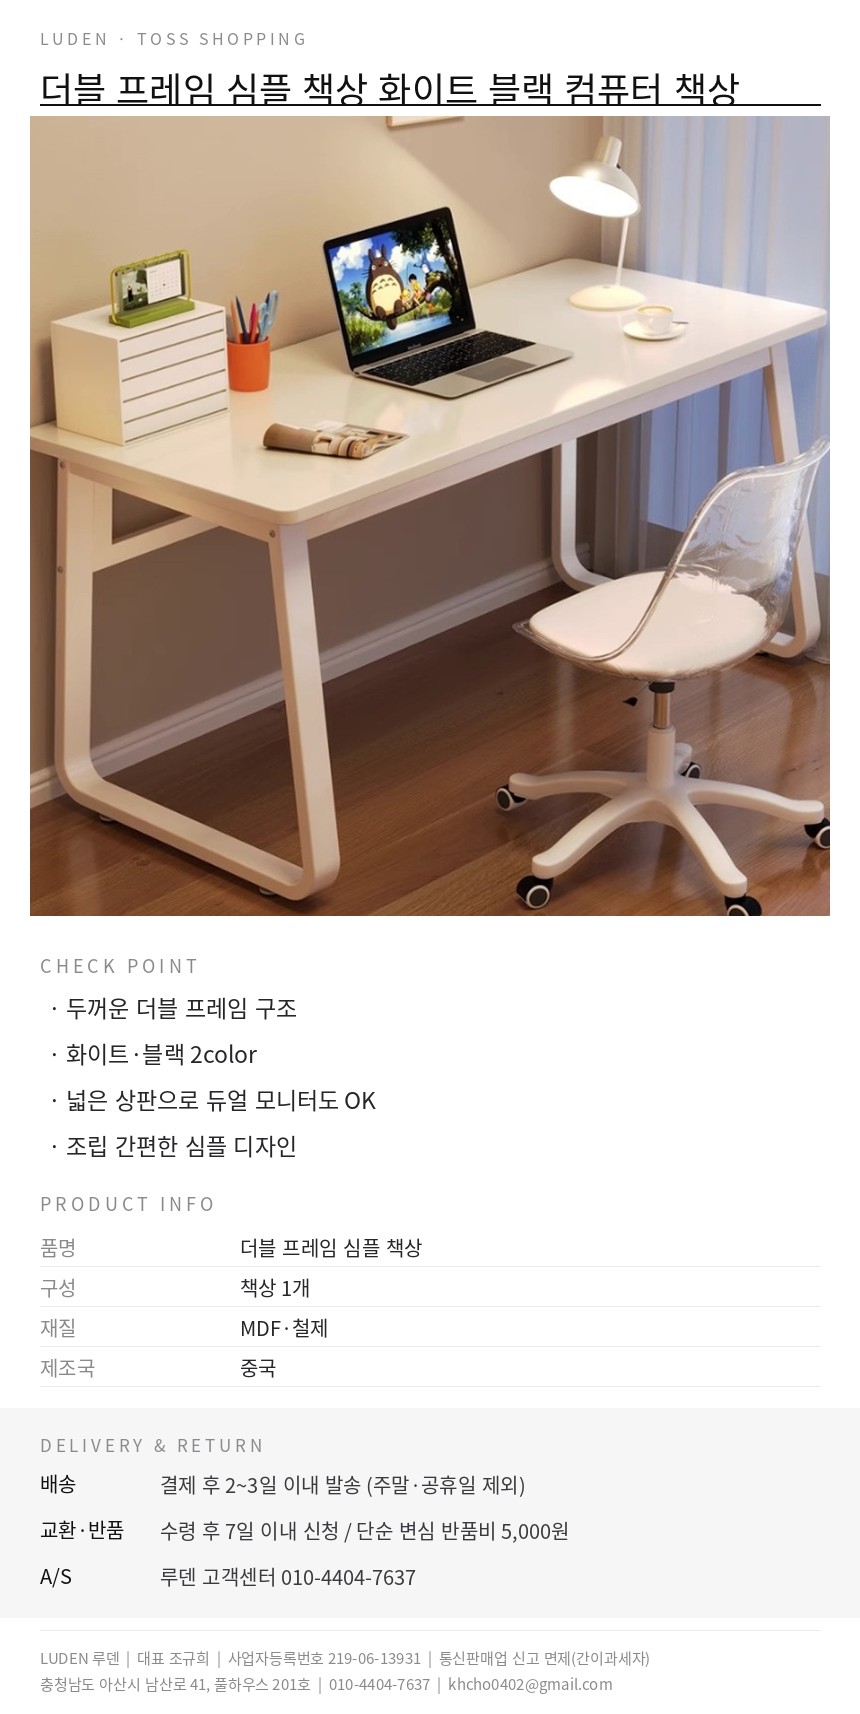 LUDEN · TOSS SHOPPING
더블 프레임 심플 책상 화이트 블랙 컴퓨터 책상
CHECK POINT
· 두꺼운 더블 프레임 구조
· 화이트·블랙 2color
· 넓은 상판으로 듀얼 모니터도 OK
· 조립 간편한 심플 디자인
PRODUCT INFO
품명 더블 프레임 심플 책상
구성 책상 1개
재질 MDF·철제
제조국 중국
DELIVERY & RETURN
배송 결제 후 2~3일 이내 발송 (주말·공휴일 제외)
교환·반품 수령 후 7일 이내 신청 / 단순 변심 반품비 5,000원
A/S 루덴 고객센터 010-4404-7637
LUDEN 루덴 | 대표 조규희 | 사업자등록번호 219-06-13931 | 통신판매업 신고 면제(간이과세자)
충청남도 아산시 남산로 41, 풀하우스 201호 | 010-4404-7637 | khcho0402@gmail.com